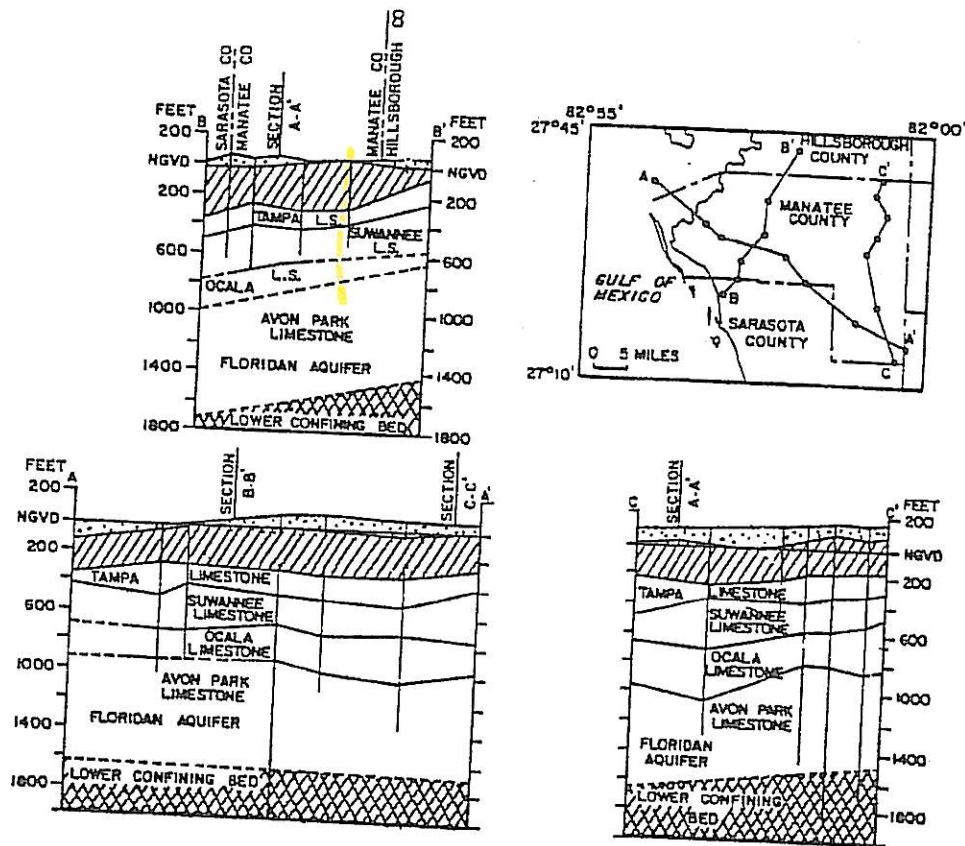 SARASOTA CO
MANATEE CO
SECTION
A-A'
MANATEE CO
HILLSBOROUGH CO
FEET
B
200
NGVD
200
600
1000
1400
1800
FEET
B'
200
NGVD
200
600
1000
1400
1800
TAMPA L.S.
SUWANNEE
L.S.
L.S.
OCALA
AVON PARK
LIMESTONE
FLORIDAN AQUIFER
LOWER CONFINING BED
82°55'
27°45'
82°00'
B'
HILLSBOROUGH
COUNTY
A
C'
MANATEE
COUNTY
GULF OF
MEXICO
B
SARASOTA
COUNTY
A'
0 5 MILES
C
27°10'
FEET
A
200
NGVD
200
600
1000
1400
1800
SECTION
B-B'
SECTION
C-C'
A'
TAMPA LIMESTONE
SUWANNEE
LIMESTONE
OCALA
LIMESTONE
AVON PARK
LIMESTONE
FLORIDAN AQUIFER
LOWER CONFINING BED
C
SECTION
A-A'
C'
FEET
200
NGVD
200
600
1000
1400
1800
TAMPA LIMESTONE
SUWANNEE
LIMESTONE
OCALA
LIMESTONE
AVON PARK
LIMESTONE
FLORIDAN
AQUIFER
LOWER CONFINING
BED